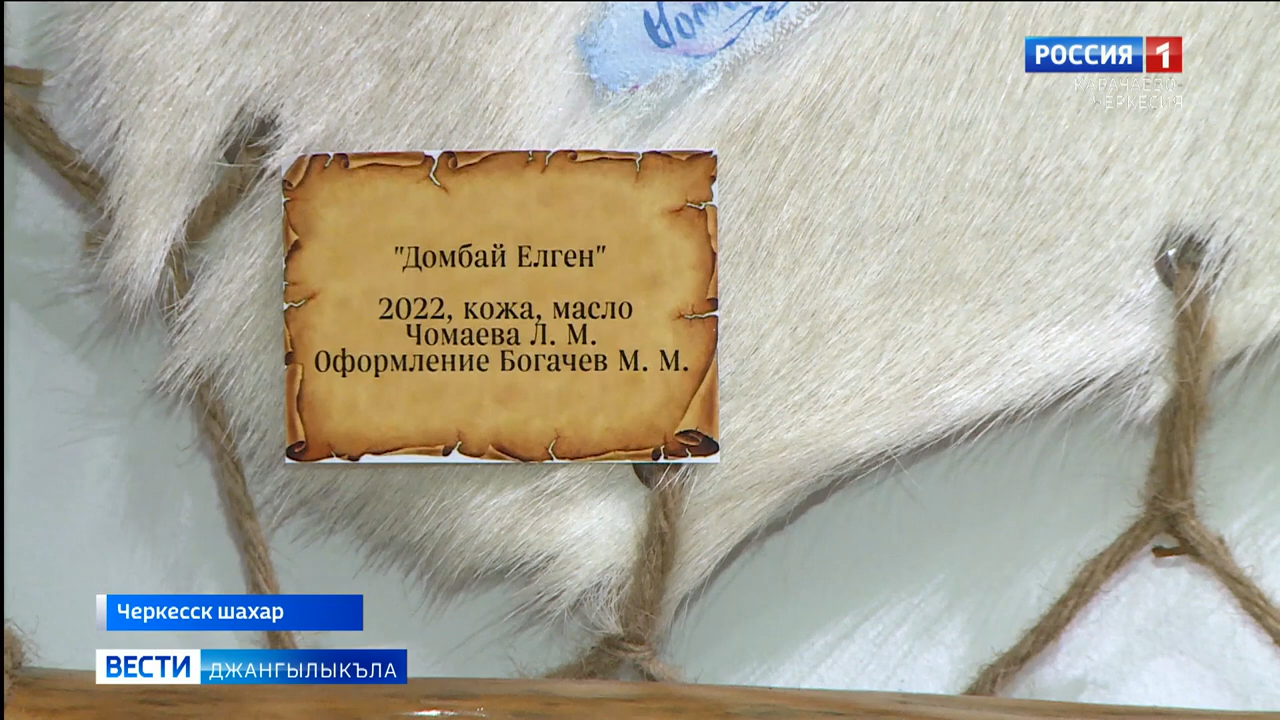 РОССИЯ 1
КАРАЧАЕВО-
ЧЕРКЕСИЯ
"Домбай Елген"
2022, кожа, масло
Чомаева Л. М.
Оформление Богачев М. М.
Черкесск шахар
ВЕСТИ ДЖАНГЫЛЫКЪЛА